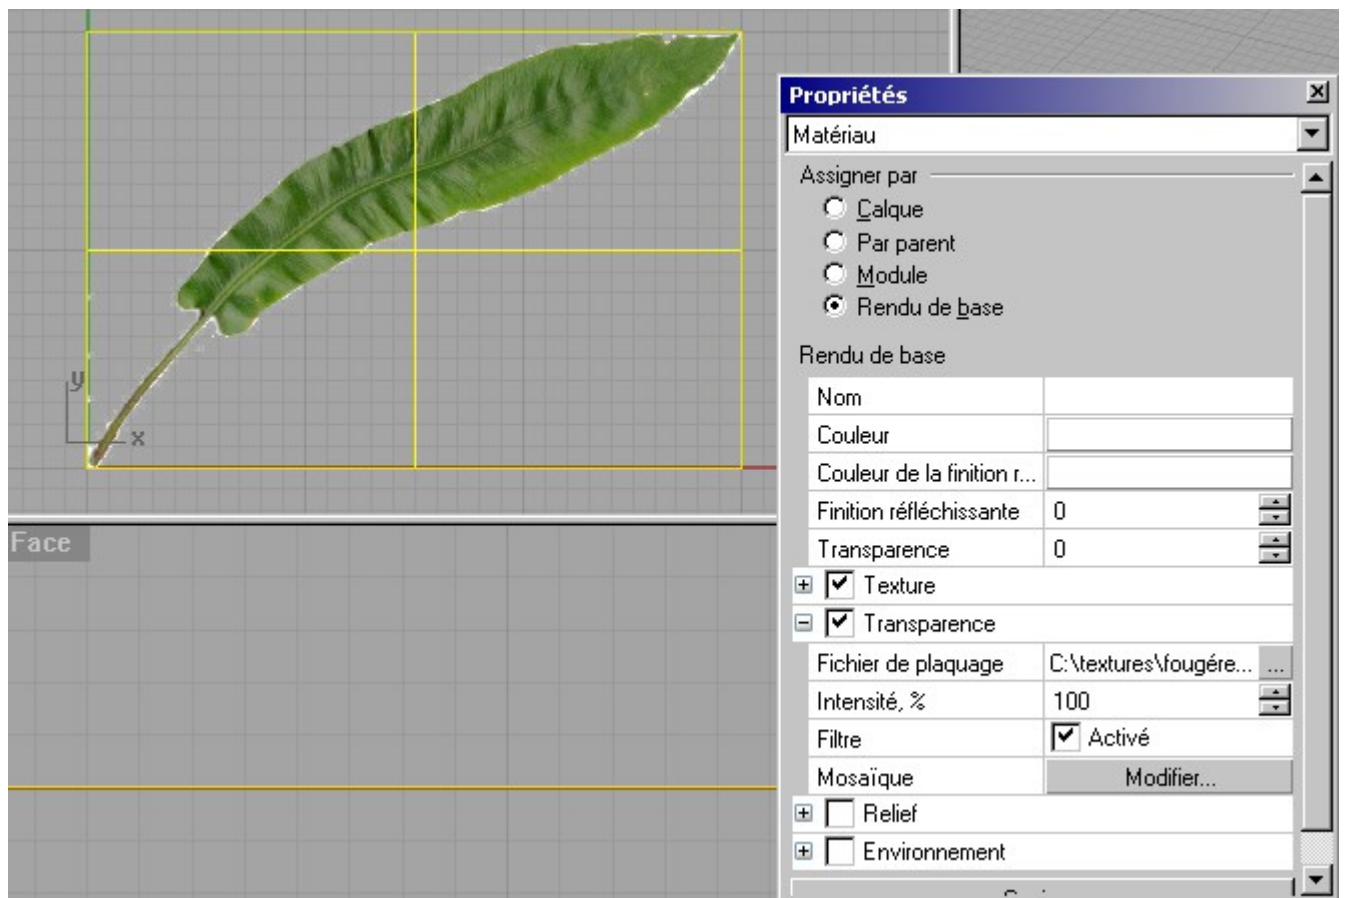 Propriétés
Matériau
Assigner par
Calque
Par parent
Module
Rendu de base
Rendu de base
Nom
Couleur
Couleur de la finition r...
Finition réfléchissante 0
Transparence 0
Texture
Transparence
Fichier de plaquage C:\textures\fougére... ...
Intensité, % 100
Filtre Activé
Mosaïque Modifier...
Relief
Environnement
y
x
Face